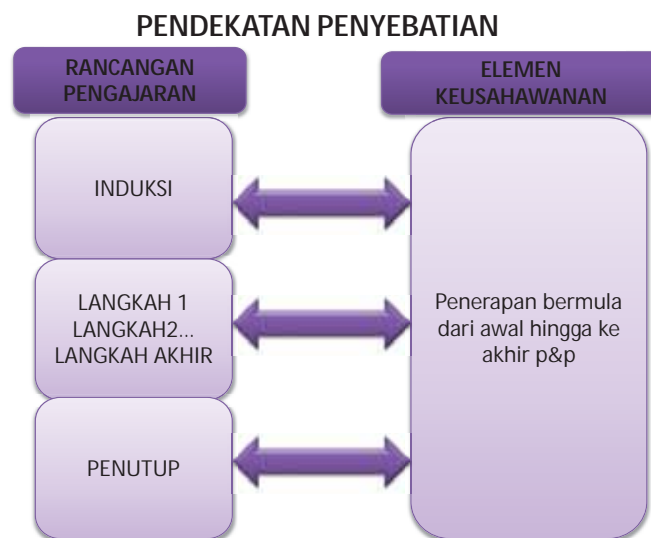 PENDEKATAN PENYEBATIAN
RANCANGAN
PENGAJARAN
ELEMEN
KEUSAHAWANAN
INDUKSI
LANGKAH 1
LANGKAH2...
LANGKAH AKHIR
PENUTUP
Penerapan bermula
dari awal hingga ke
akhir p&p